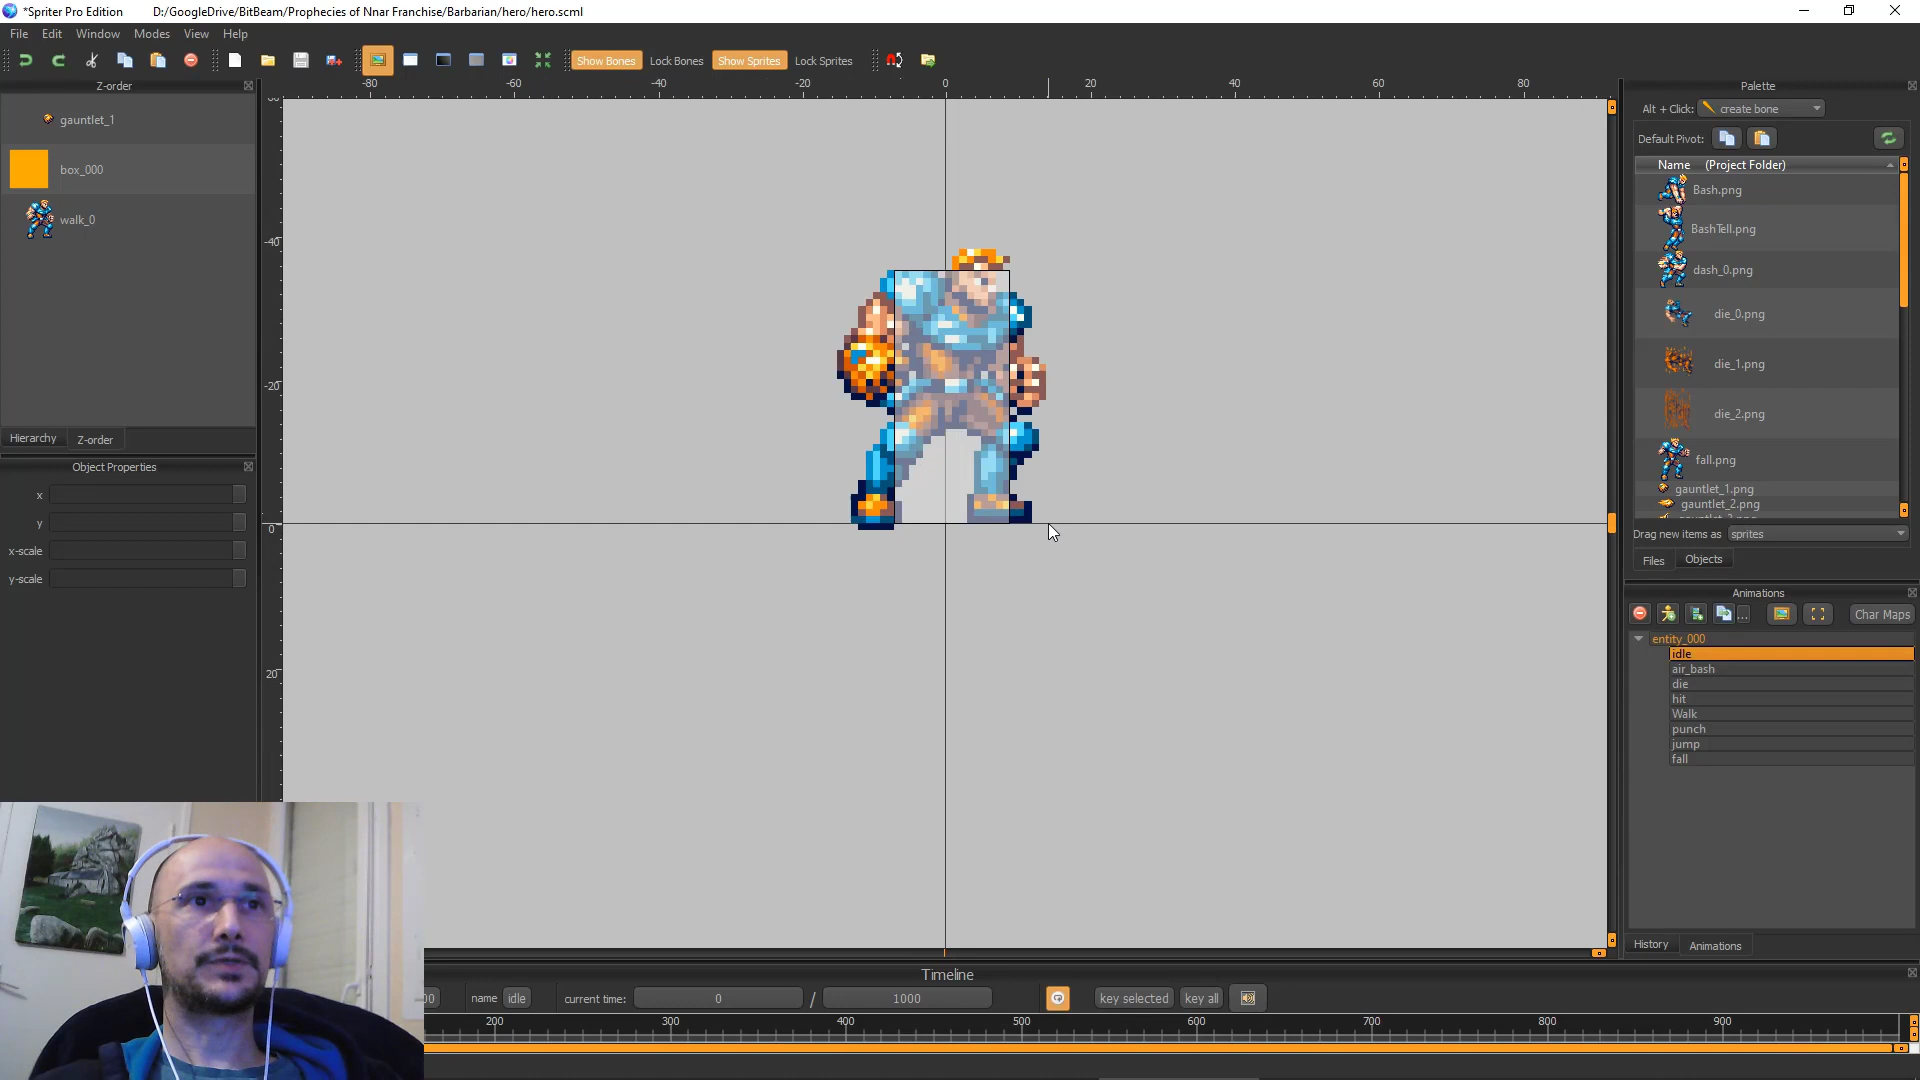 *Spriter Pro Edition D:/GoogleDrive/BitBeam/Prophecies of Nnar Franchise/Barbarian/hero/hero.scml
File Edit Window Modes View Help
Show Bones Lock Bones Show Sprites Lock Sprites
Z-order
gauntlet_1
box_000
walk_0
Hierarchy Z-order
Object Properties
x
y
x-scale
y-scale
-80 -60 -40 -20 0 20 40 60 80
-40
-20
0
20
Palette
Alt + Click: create bone
Default Pivot:
Name (Project Folder)
Bash.png
BashTell.png
dash_0.png
die_0.png
die_1.png
die_2.png
fall.png
gauntlet_1.png
gauntlet_2.png
Drag new items as sprites
Files Objects
Animations
... Char Maps
entity_000
idle
air_bash
die
hit
Walk
punch
jump
fall
History Animations
Timeline
00 name idle current time: 0 / 1000 key selected key all
200 300 400 500 600 700 800 900